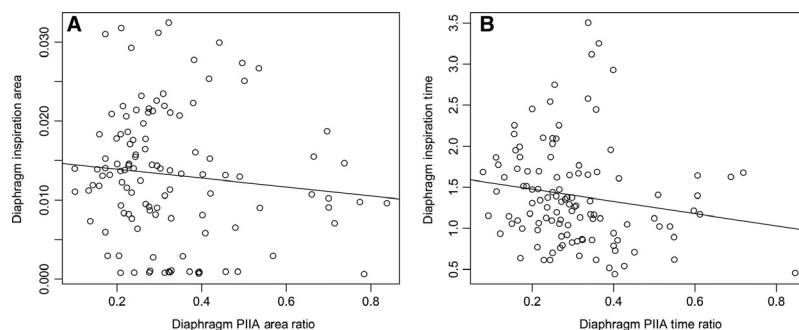 A
Diaphragm inspiration area
0.030
0.020
0.010
0.000
0.2 0.4 0.6 0.8
Diaphragm PIIA area ratio
B
Diaphragm inspiration time
3.5
3.0
2.5
2.0
1.5
1.0
0.5
0.2 0.4 0.6 0.8
Diaphragm PIIA time ratio